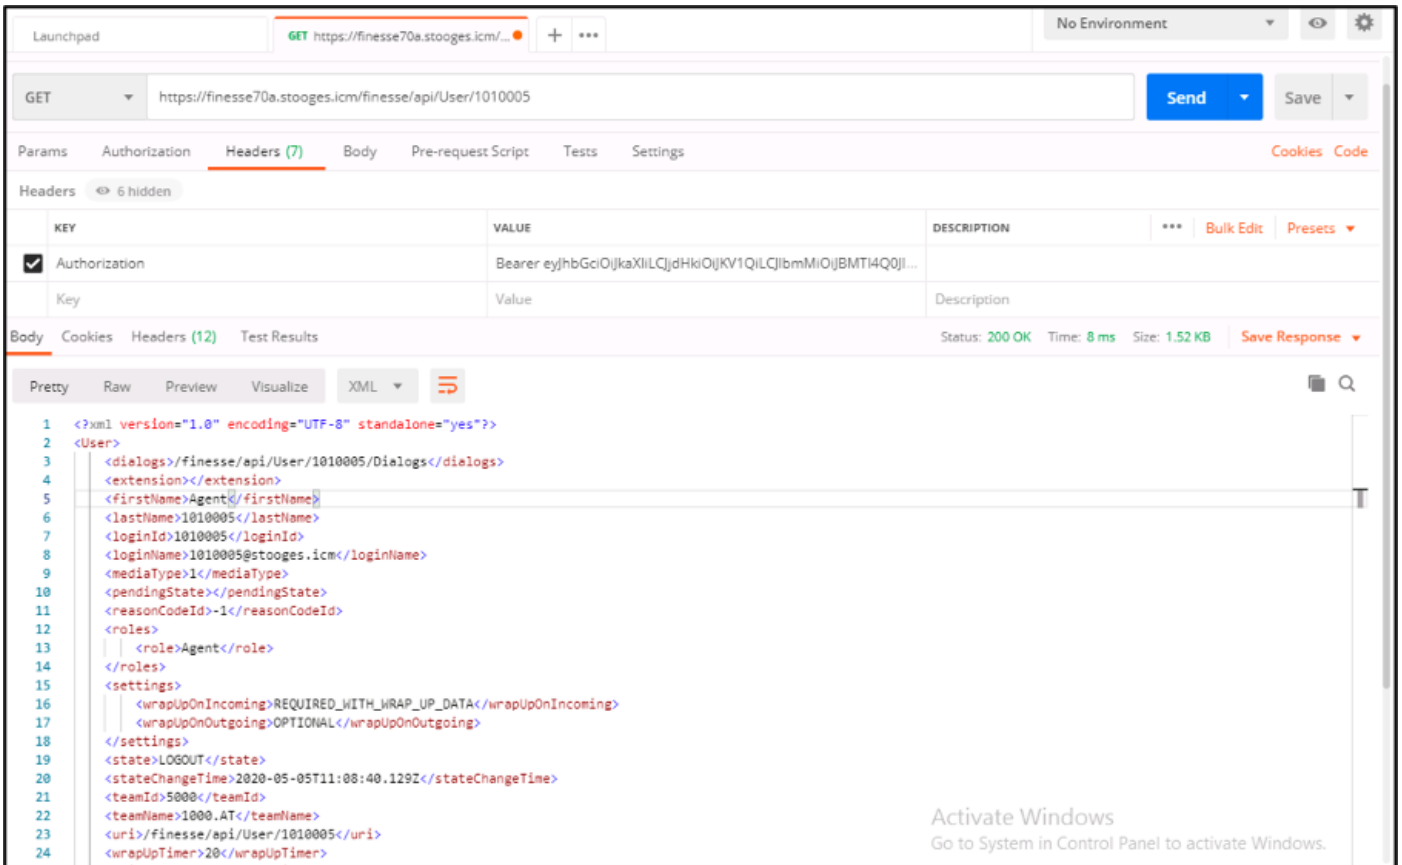 Launchpad GET https://finesse70a.stooges.icm/... + ••• No Environment
GET https://finesse70a.stooges.icm/finesse/api/User/1010005 Send Save
Params Authorization Headers (7) Body Pre-request Script Tests Settings Cookies Code
Headers 6 hidden
KEY VALUE DESCRIPTION ••• Bulk Edit Presets
Authorization Bearer
Key Value Description
Body Cookies Headers (12) Test Results Status: 200 OK Time: 8 ms Size: 1.52 KB Save Response
Pretty Raw Preview Visualize XML
1 <?xml version="1.0" encoding="UTF-8" standalone="yes"?>
2 <User>
3 <dialogs>/finesse/api/User/1010005/Dialogs</dialogs>
4 <extension></extension>
5 <firstName>Agent</firstName>
6 <lastName>1010005</lastName>
7 <loginId>1010005</loginId>
8 <loginName>1010005@stooges.icm</loginName>
9 <mediaType>1</mediaType>
10 <pendingState></pendingState>
11 <reasonCodeId>-1</reasonCodeId>
12 <roles>
13 <role>Agent</role>
14 </roles>
15 <settings>
16 <wrapUpOnIncoming>REQUIRED_WITH_WRAP_UP_DATA</wrapUpOnIncoming>
17 <wrapUpOnOutgoing>OPTIONAL</wrapUpOnOutgoing>
18 </settings>
19 <state>LOGOUT</state>
20 <stateChangeTime>2020-05-05T11:08:40.129Z</stateChangeTime>
21 <teamId>5000</teamId>
22 <teamName>1000.AT</teamName>
23 <uri>/finesse/api/User/1010005</uri>
24 <wrapUpTimer>20</wrapUpTimer>
Activate Windows
Go to System in Control Panel to activate Windows.